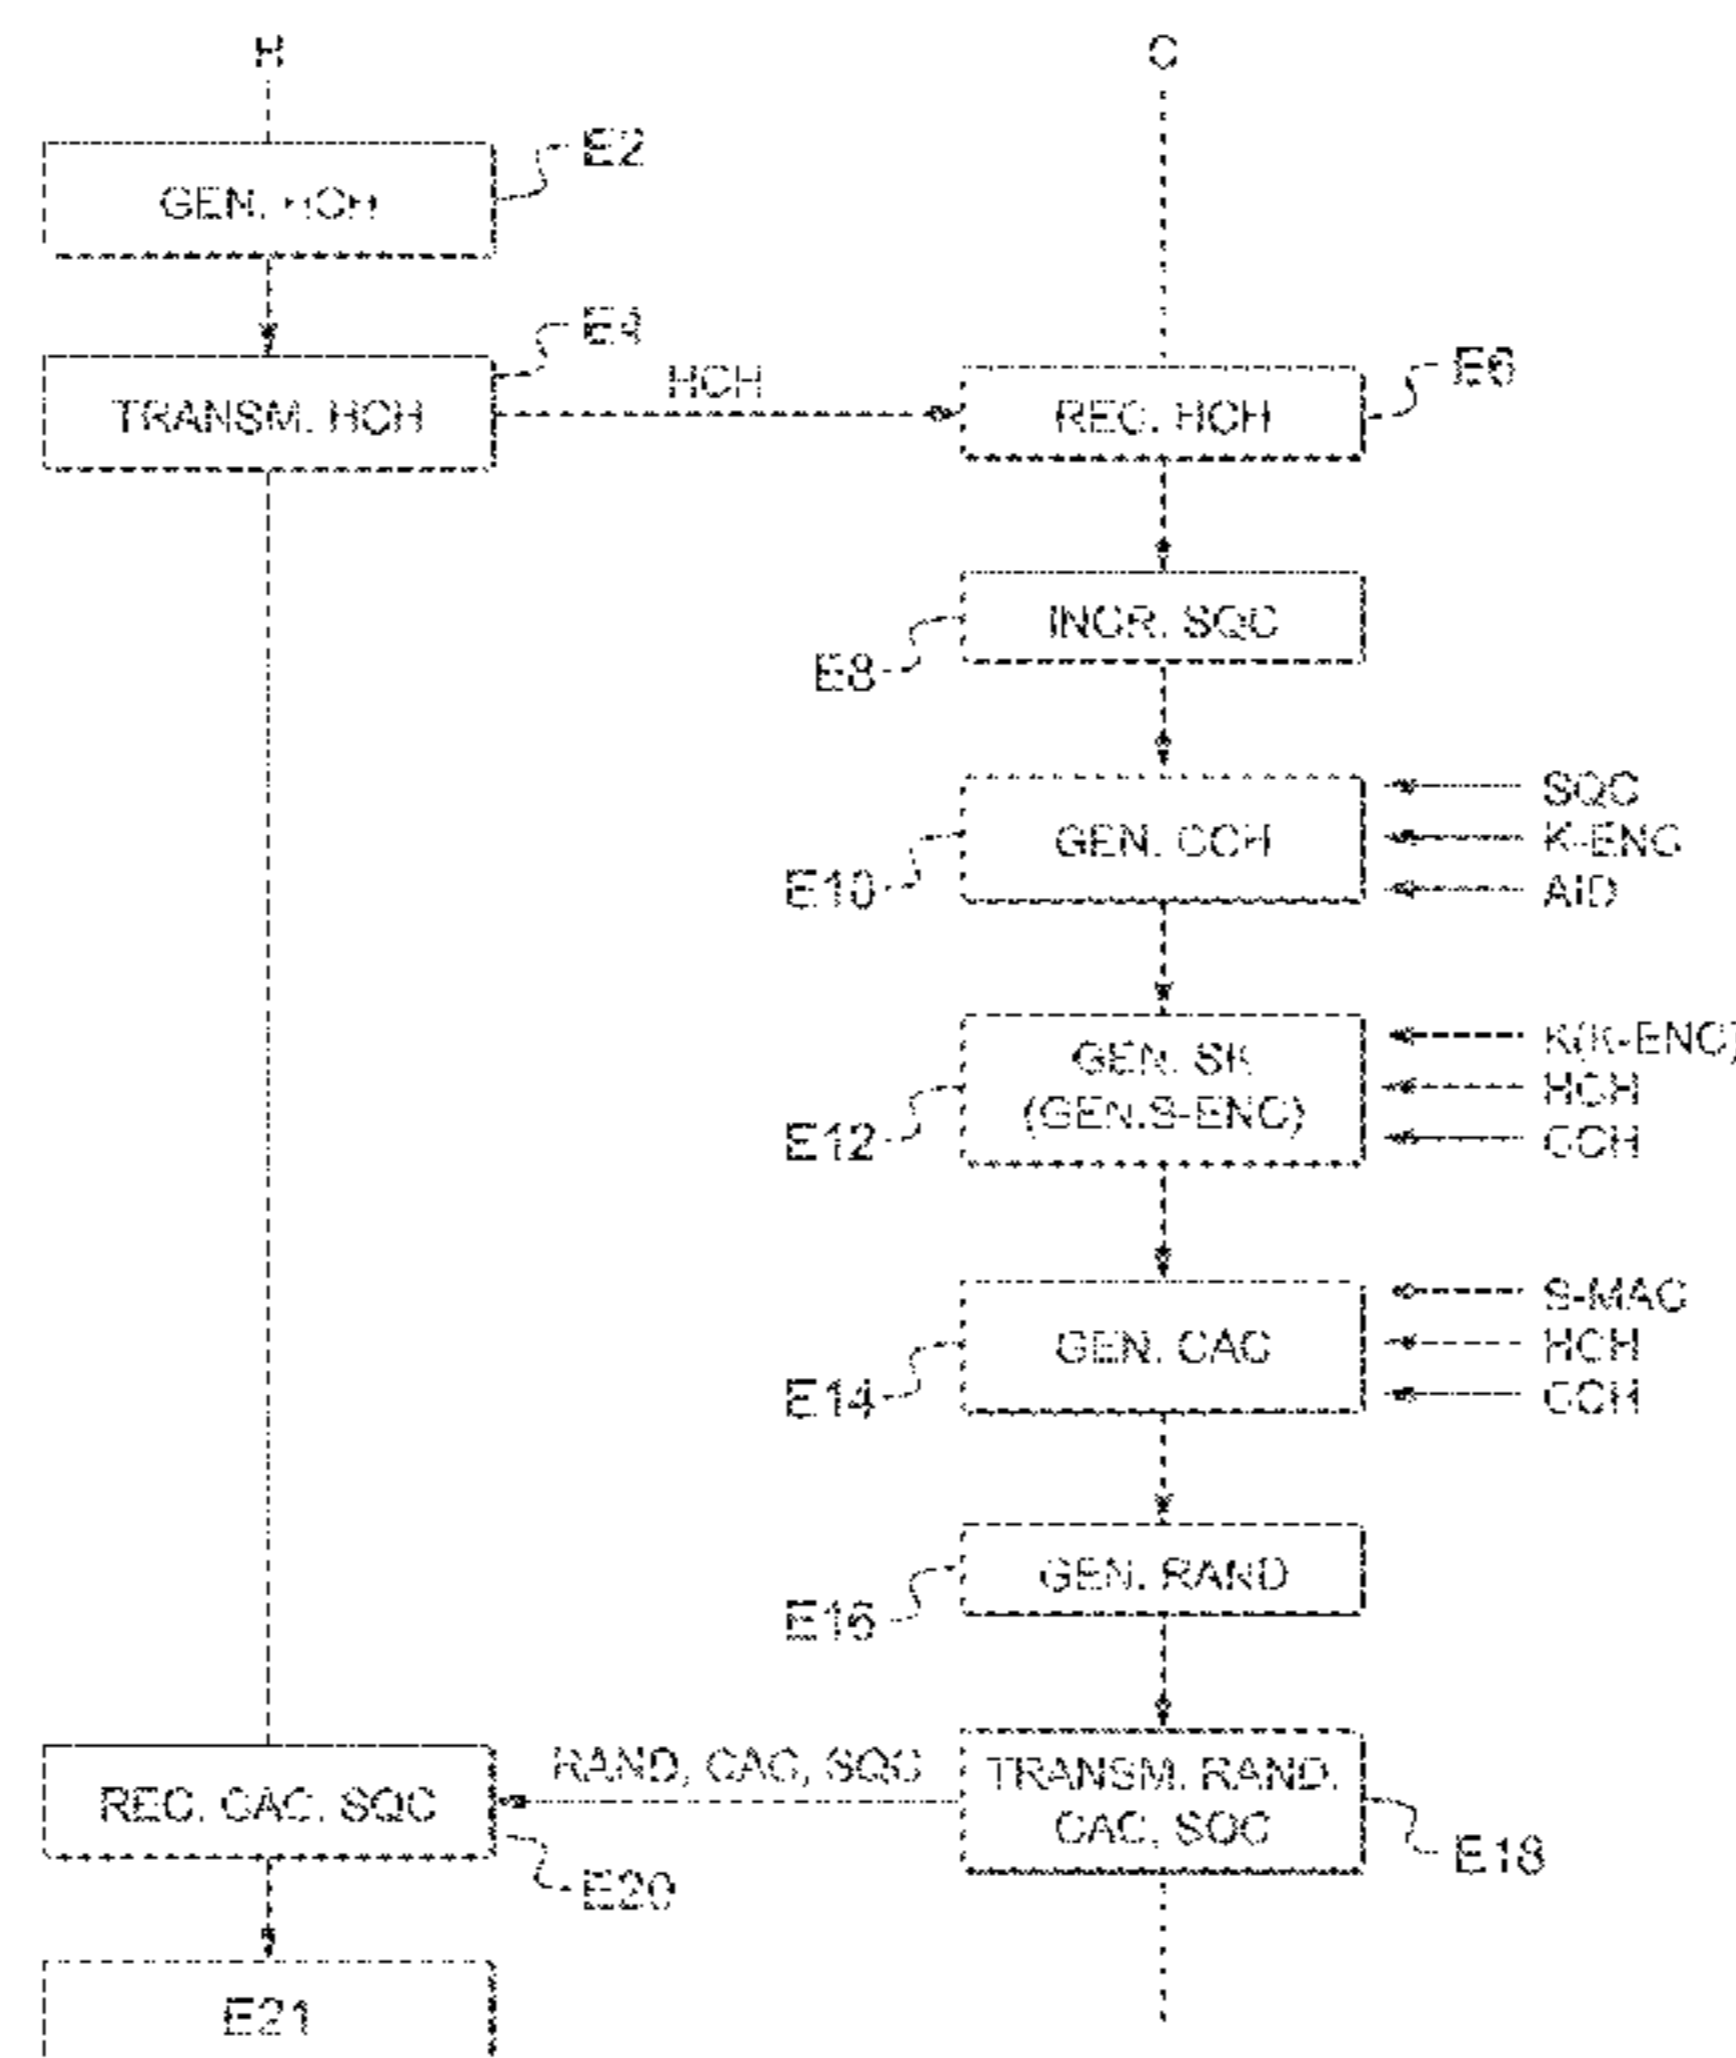 H
C
GEN. HCH
E2
TRANSM. HCH
E4
HCH
REC. HCH
E6
INCR. SQC
E8
GEN. CCH
E10
SQC
K-ENC
AID
GEN. SK
(GEN.S-ENC)
E12
K(K-ENC)
HCH
CCH
GEN. CAC
E14
S-MAC
HCH
CCH
GEN. RAND
E16
REC. CAC, SQC
E20
RAND, CAC, SQC
TRANSM. RAND,
CAC, SQC
E18
E21